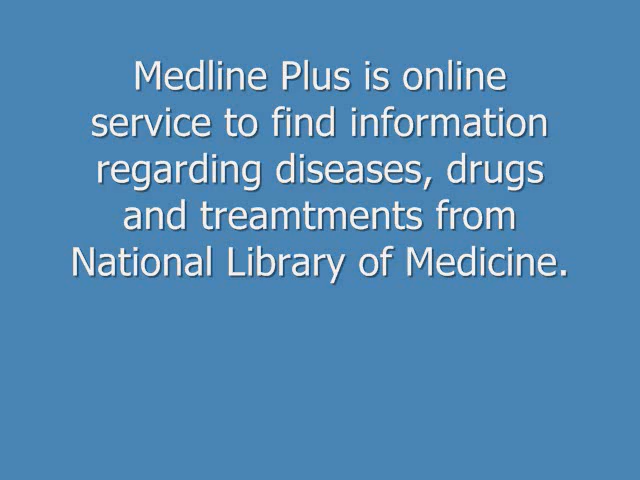 Medline Plus is online
service to find information
regarding diseases, drugs
and treamtments from
National Library of Medicine.